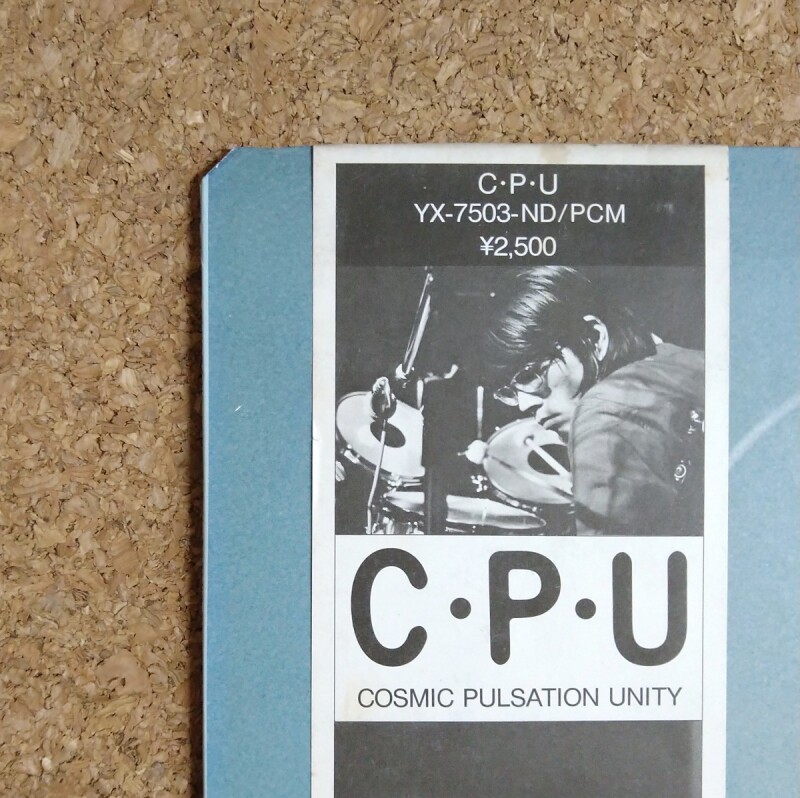 C·P·U
YX-7503-ND/PCM
¥2,500
C·P·U
COSMIC PULSATION UNITY